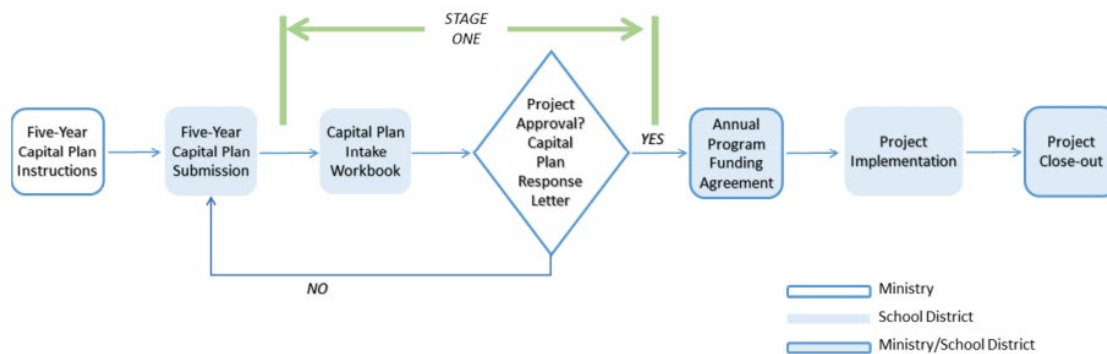 STAGE
ONE
Five-Year
Capital Plan
Instructions
Five-Year
Capital Plan
Submission
Capital Plan
Intake
Workbook
Project
Approval?
Capital
Plan
Response
Letter
YES
Annual
Program
Funding
Agreement
Project
Implementation
Project
Close-out
NO
Ministry
School District
Ministry/School District